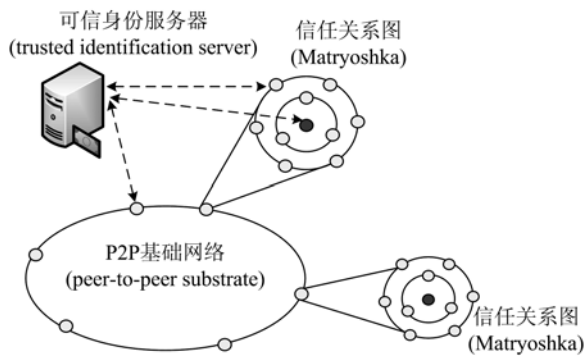 可信身份服务器
(trusted identification server)
信任关系图
(Matryoshka)
P2P基础网络
(peer-to-peer substrate)
信任关系图
(Matryoshka)